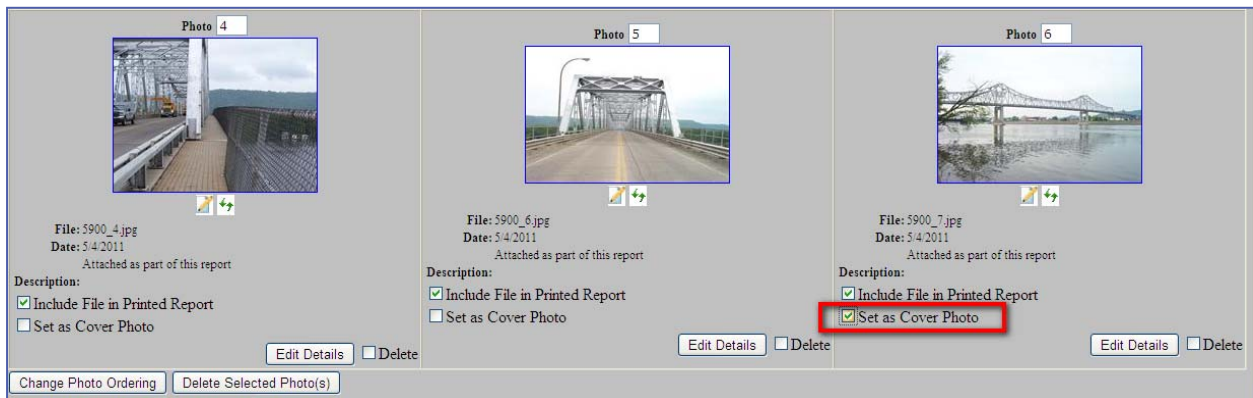 Photo 4
File: 5900_4.jpg
Date: 5/4/2011
Attached as part of this report
Description:
Include File in Printed Report
Set as Cover Photo
Edit Details Delete
Photo 5
File: 5900_6.jpg
Date: 5/4/2011
Attached as part of this report
Description:
Include File in Printed Report
Set as Cover Photo
Edit Details Delete
Photo 6
File: 5900_7.jpg
Date: 5/4/2011
Attached as part of this report
Description:
Include File in Printed Report
Set as Cover Photo
Edit Details Delete
Change Photo Ordering Delete Selected Photo(s)